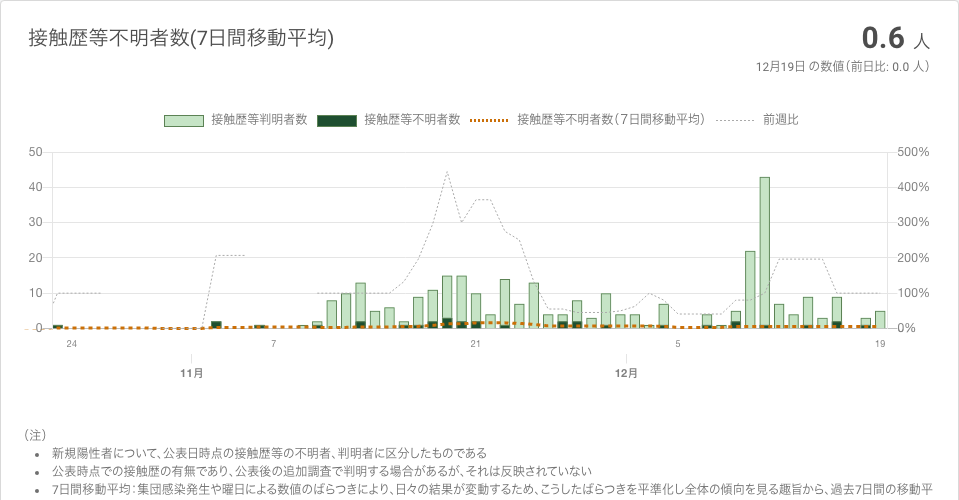 接触歴等不明者数(7日間移動平均)
0.6 人
12月19日 の数値（前日比: 0.0 人）
接触歴等判明者数 接触歴等不明者数 接触歴等不明者数（７日間移動平均） 前週比
50 500%
40 400%
30 300%
20 200%
10 100%
0 0%
24 7 21 5 19
11月 12月
（注）
新規陽性者について、公表日時点の接触歴等の不明者、判明者に区分したものである
公表時点での接触歴の有無であり、公表後の追加調査で判明する場合があるが、それは反映されていない
7日間移動平均：集団感染発生や曜日による数値のばらつきにより、日々の結果が変動するため、こうしたばらつきを平準化し全体の傾向を見る趣旨から、過去7日間の移動平